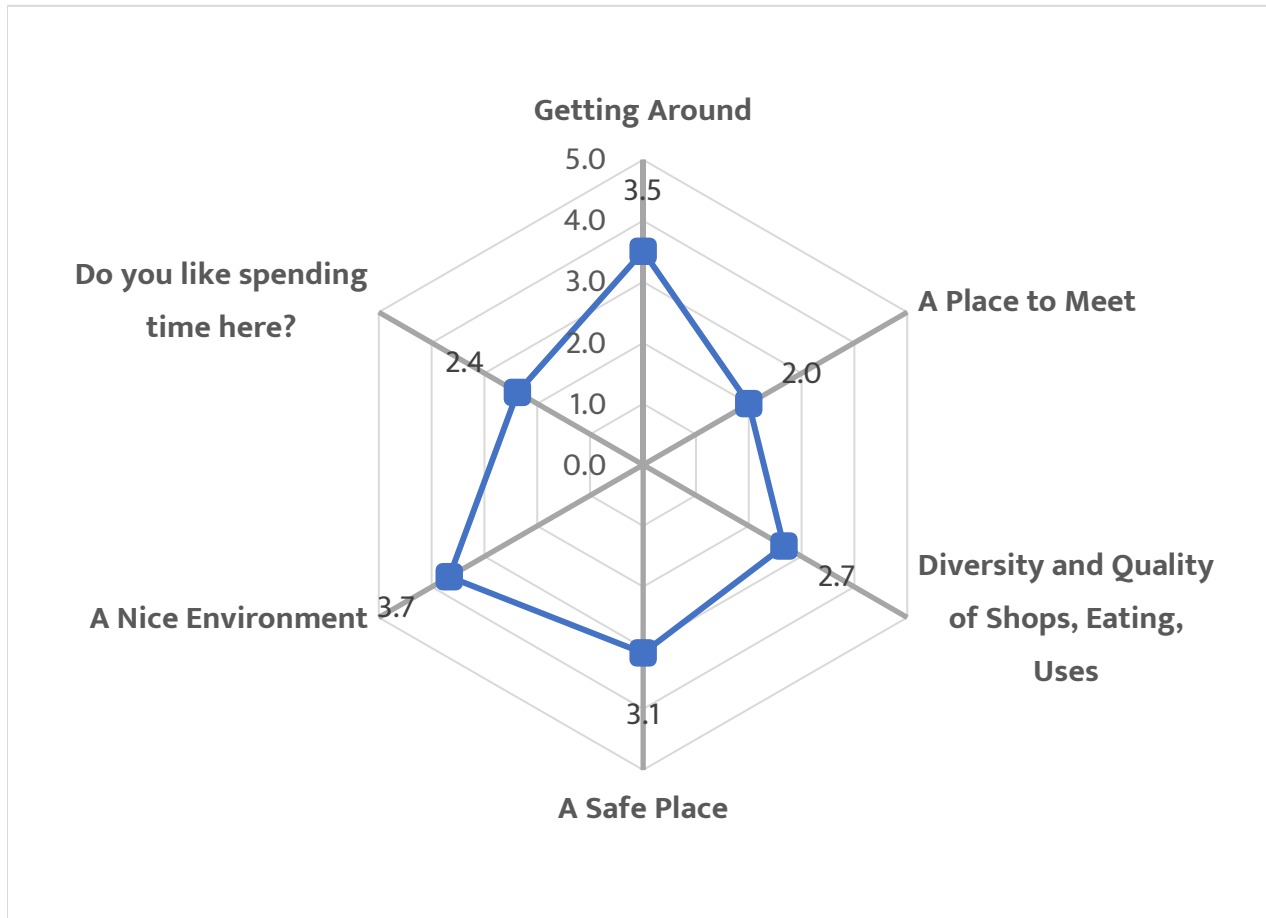 Getting Around
5.0
3.5
4.0
Do you like spending
time here?
3.0
A Place to Meet
2.0
2.4
2.0
1.0
0.0
Diversity and Quality
of Shops, Eating,
Uses
2.7
A Nice Environment
3.7
3.1
A Safe Place